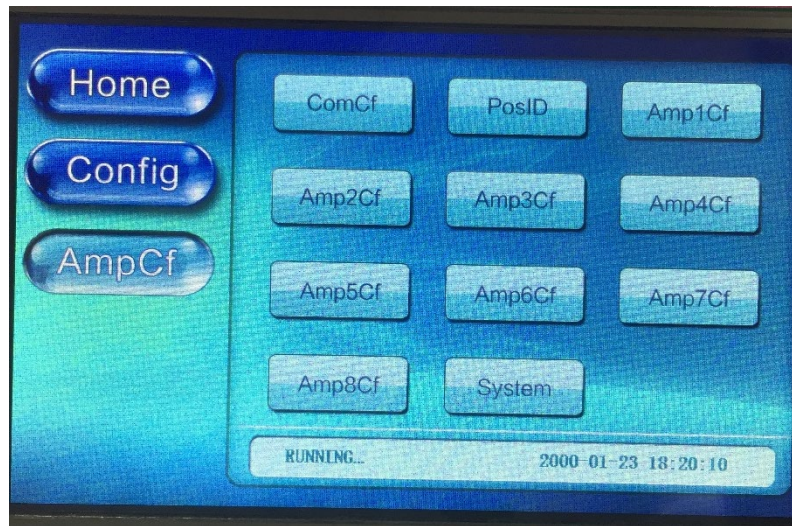 Home
Config
AmpCf
ComCf PosID Amp1Cf
Amp2Cf Amp3Cf Amp4Cf
Amp5Cf Amp6Cf Amp7Cf
Amp8Cf System
RUNNING... 2000-01-23 18:20:10